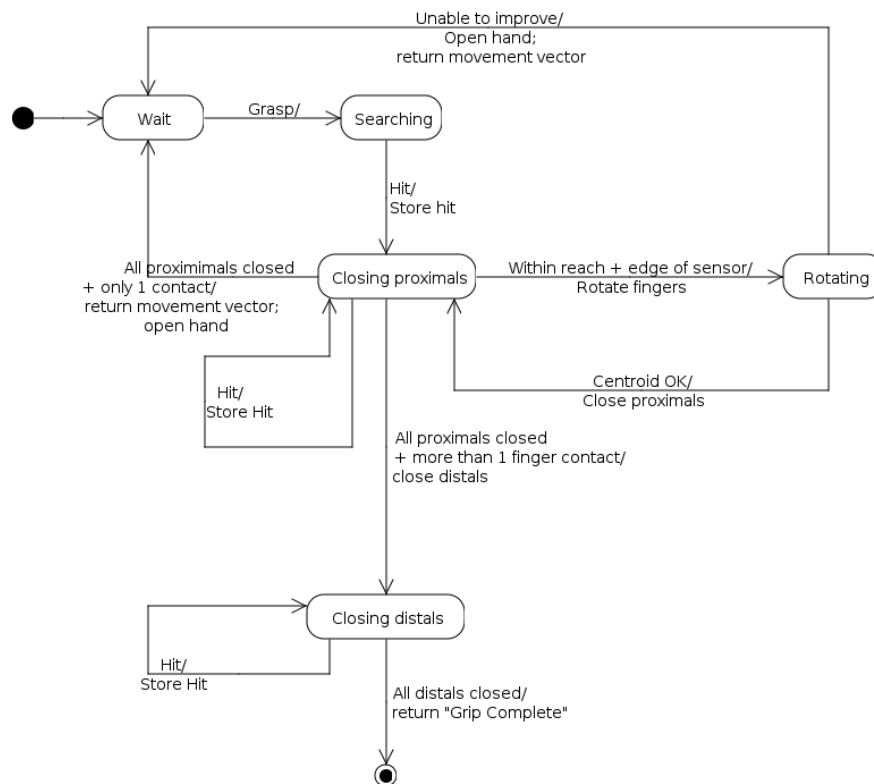 Unable to improve/
Open hand;
return movement vector
Wait
Grasp/
Searching
Hit/
Store hit
All proximimals closed
+ only 1 contact/
return movement vector;
open hand
Closing proximals
Within reach + edge of sensor/
Rotate fingers
Rotating
Hit/
Store Hit
Centroid OK/
Close proximals
All proximals closed
+ more than 1 finger contact/
close distals
Closing distals
Hit/
Store Hit
All distals closed/
return "Grip Complete"